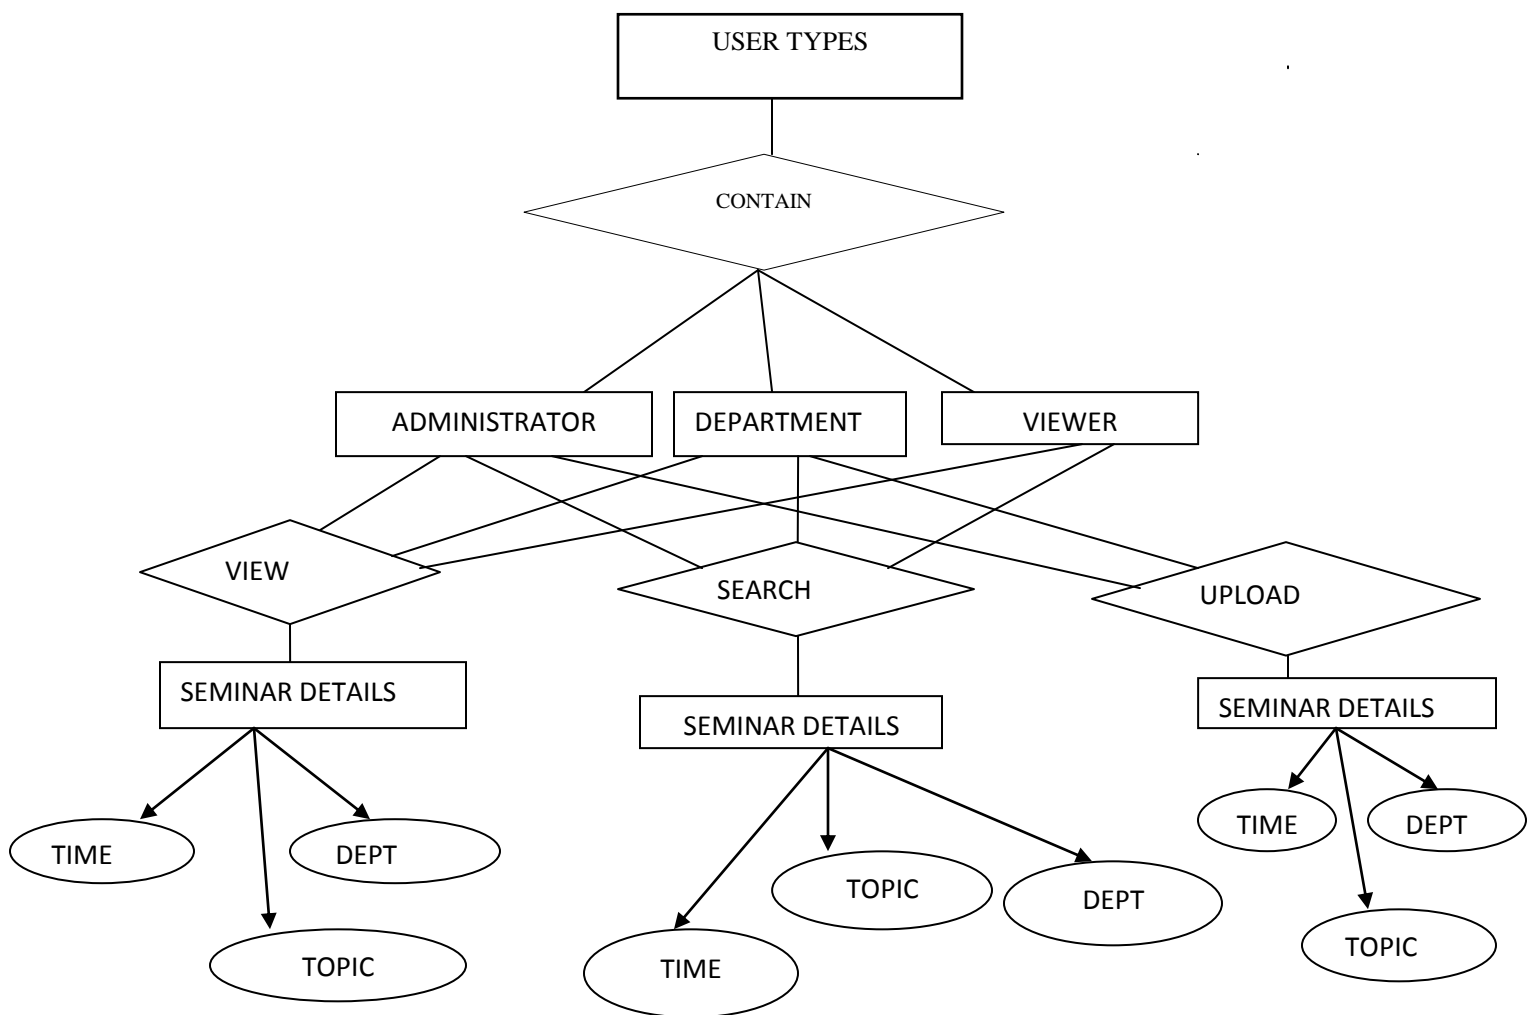 USER TYPES
CONTAIN
ADMINISTRATOR
DEPARTMENT
VIEWER
VIEW
SEARCH
UPLOAD
SEMINAR DETAILS
SEMINAR DETAILS
SEMINAR DETAILS
TIME
DEPT
TOPIC
TOPIC
DEPT
TIME
TIME
DEPT
TOPIC